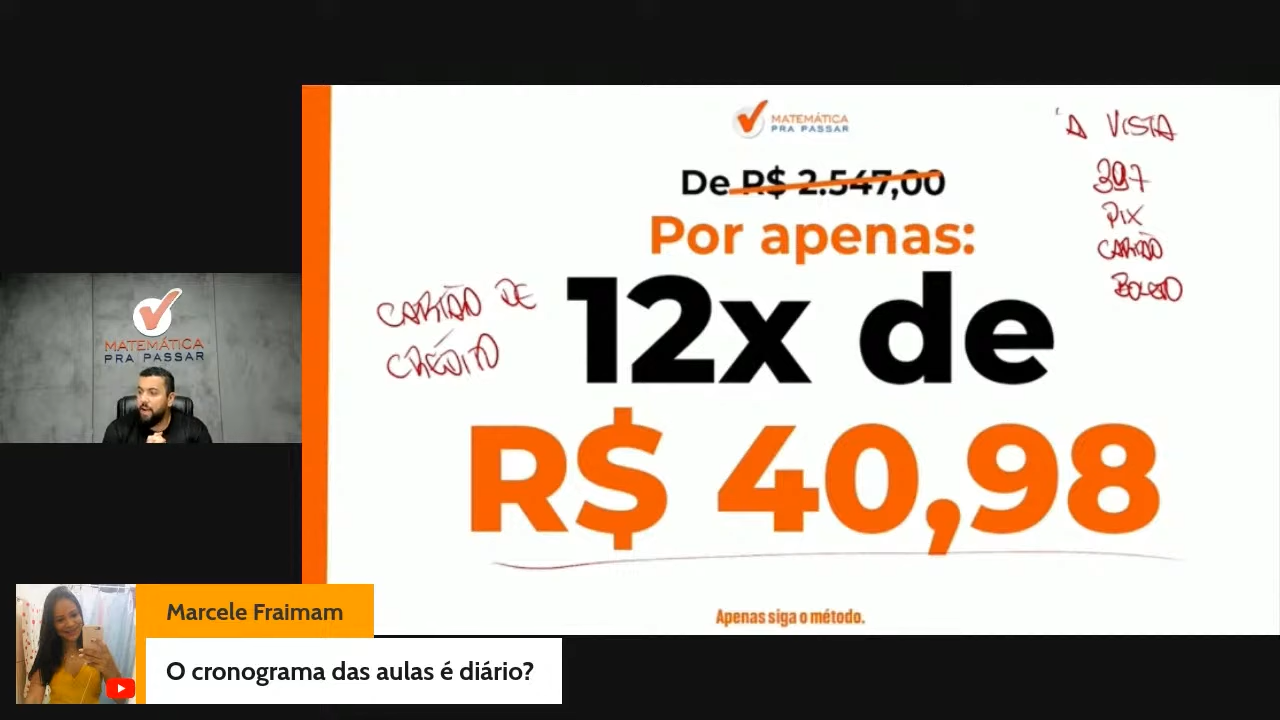 MATEMÁTICA
PRA PASSAR
De R$ 2.547,00
Por apenas:
12x de
R$ 40,98
Apenas siga o método.
CARTÃO DE
CRÉDITO
À VISTA
397
PIX
CARTÃO
BOLETO
MATEMÁTICA
PRA PASSAR
Marcele Fraimam
O cronograma das aulas é diário?